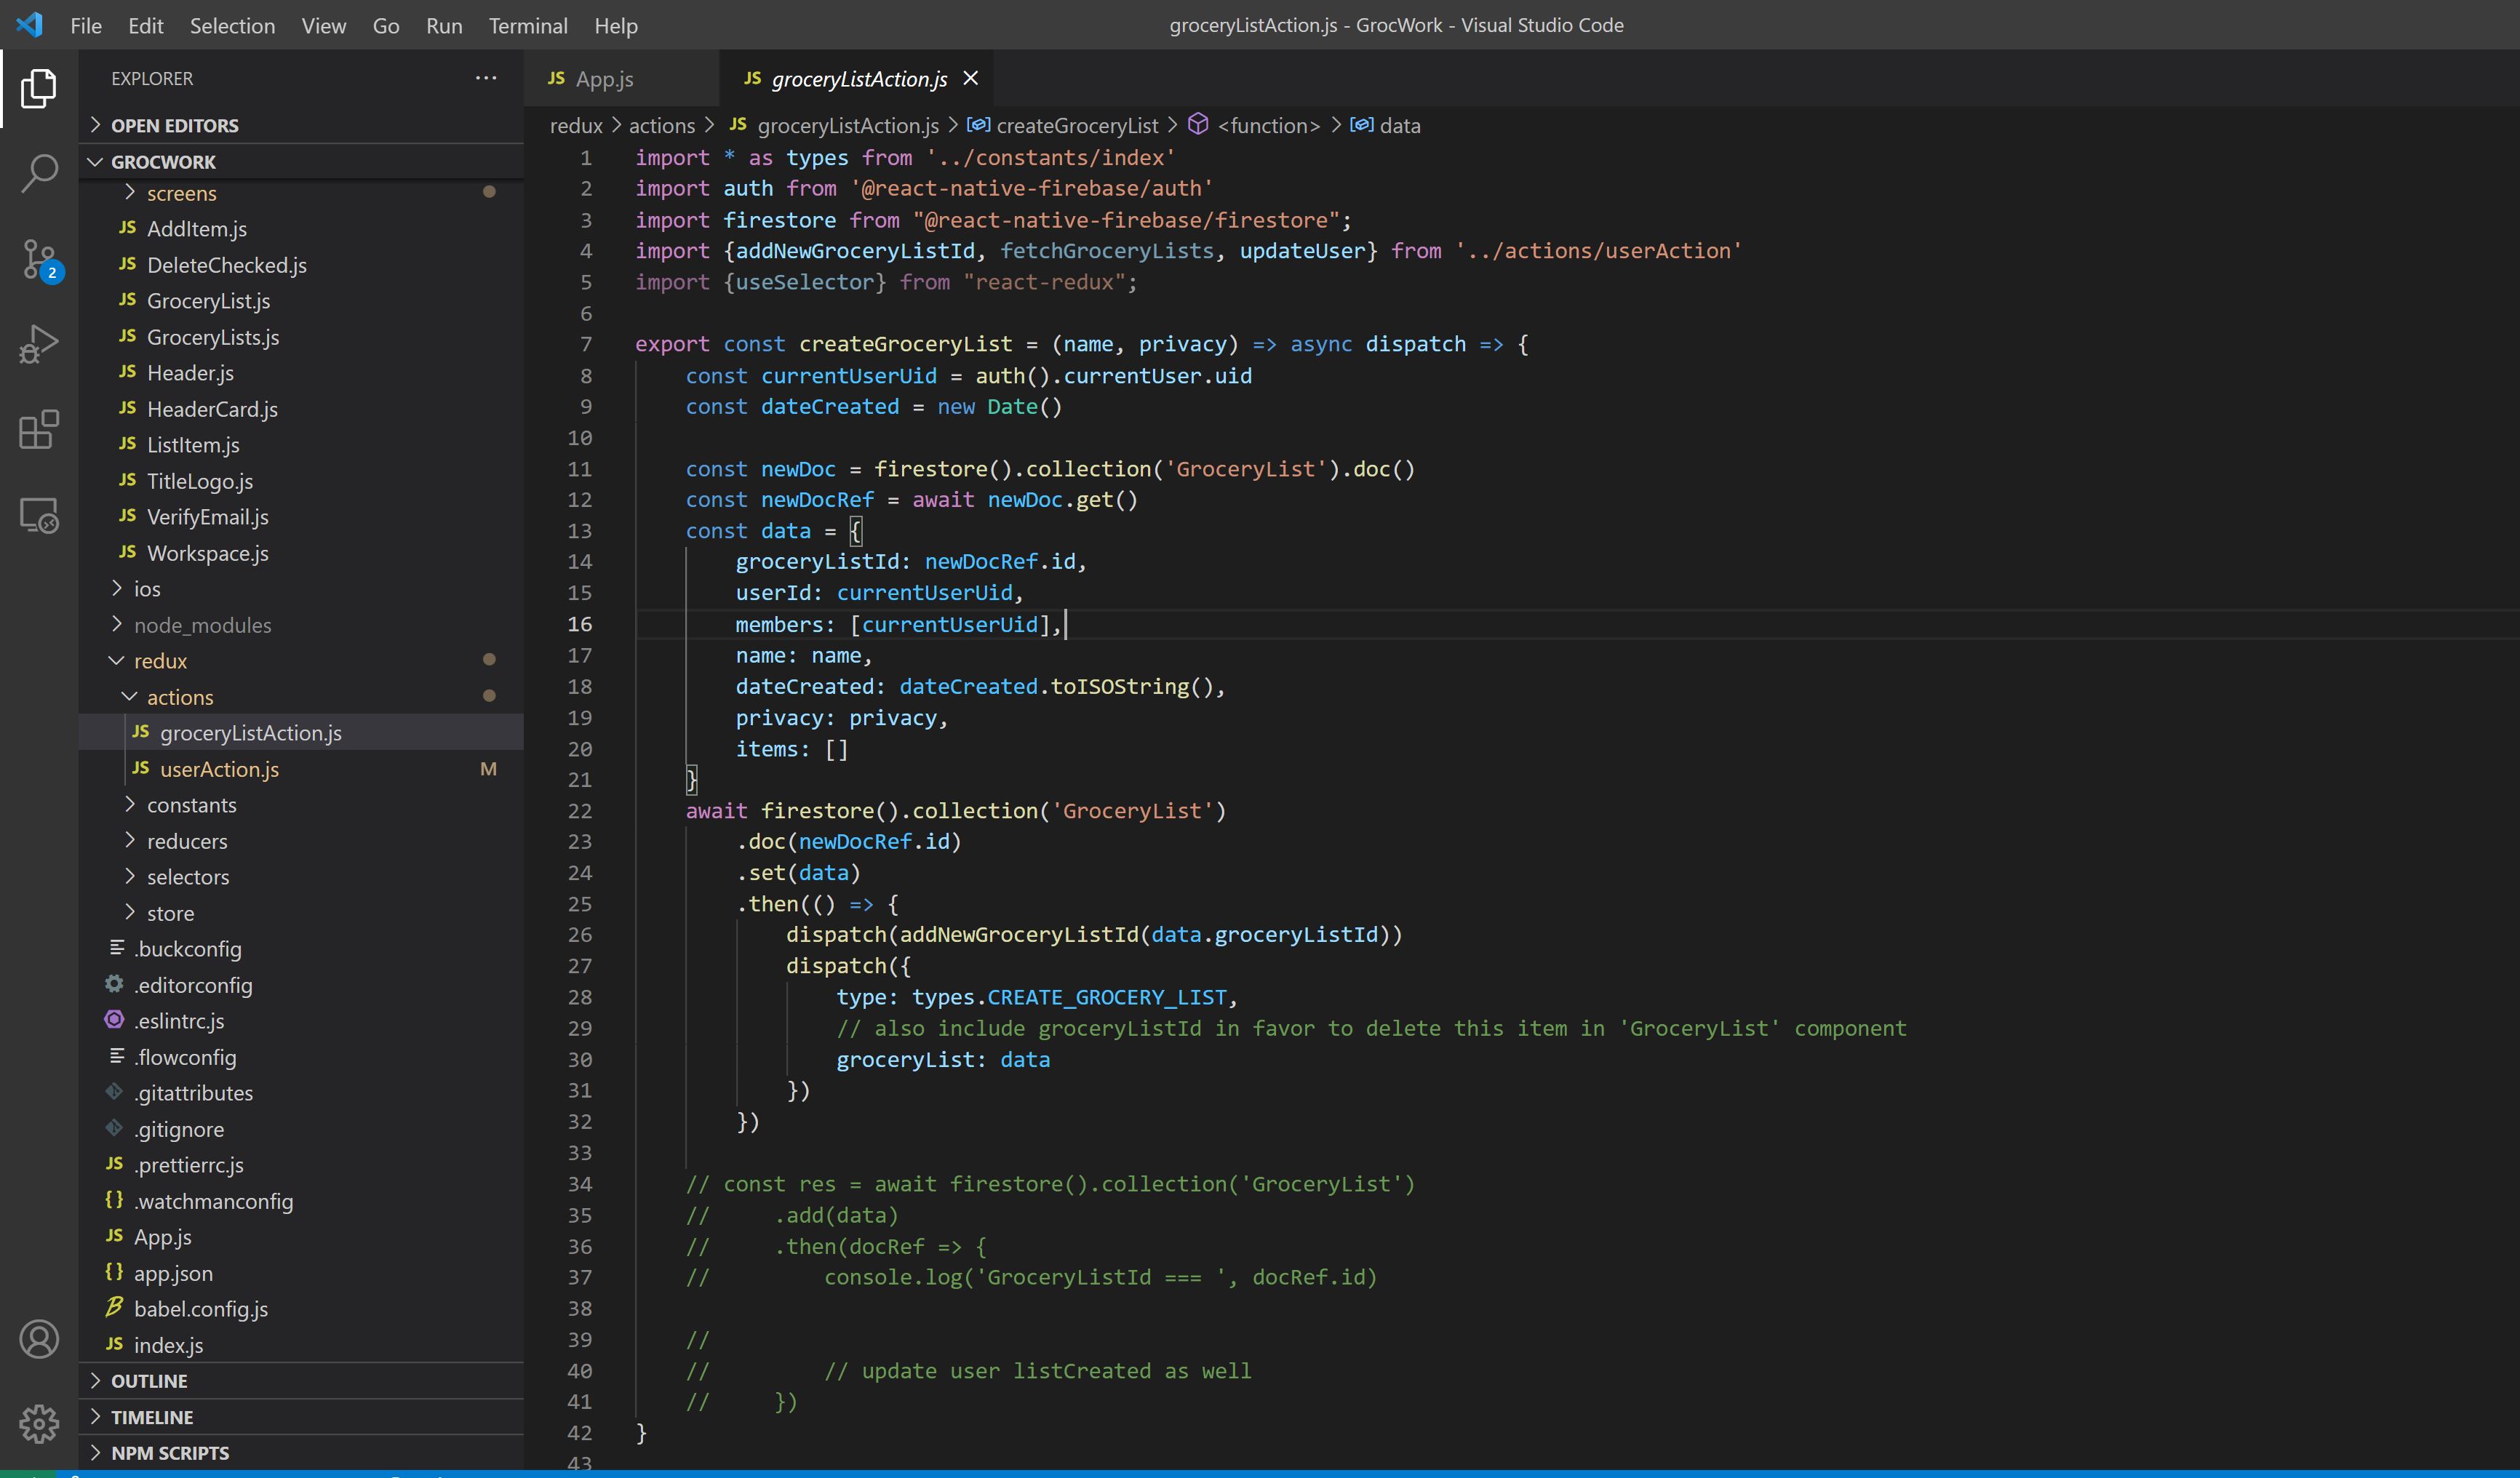 File Edit Selection View Go Run Terminal Help
groceryListAction.js - GrocWork - Visual Studio Code
EXPLORER
OPEN EDITORS
GROCWORK
screens
JS AddItem.js
JS DeleteChecked.js
JS GroceryList.js
JS GroceryLists.js
JS Header.js
JS HeaderCard.js
JS ListItem.js
JS TitleLogo.js
JS VerifyEmail.js
JS Workspace.js
ios
node_modules
redux
actions
JS groceryListAction.js
JS userAction.js M
constants
reducers
selectors
store
.buckconfig
.editorconfig
.eslintrc.js
.flowconfig
.gitattributes
.gitignore
JS .prettierrc.js
{} .watchmanconfig
JS App.js
{} app.json
babel.config.js
JS index.js
OUTLINE
TIMELINE
NPM SCRIPTS
2
JS App.js
JS groceryListAction.js
redux > actions > JS groceryListAction.js > createGroceryList > <function> > data
1 import * as types from '../constants/index'
2 import auth from '@react-native-firebase/auth'
3 import firestore from "@react-native-firebase/firestore";
4 import {addNewGroceryListId, fetchGroceryLists, updateUser} from '../actions/userAction'
5 import {useSelector} from "react-redux";
6
7 export const createGroceryList = (name, privacy) => async dispatch => {
8 const currentUserUid = auth().currentUser.uid
9 const dateCreated = new Date()
10
11 const newDoc = firestore().collection('GroceryList').doc()
12 const newDocRef = await newDoc.get()
13 const data = {
14 groceryListId: newDocRef.id,
15 userId: currentUserUid,
16 members: [currentUserUid],
17 name: name,
18 dateCreated: dateCreated.toISOString(),
19 privacy: privacy,
20 items: []
21 }
22 await firestore().collection('GroceryList')
23 .doc(newDocRef.id)
24 .set(data)
25 .then(() => {
26 dispatch(addNewGroceryListId(data.groceryListId))
27 dispatch({
28 type: types.CREATE_GROCERY_LIST,
29 // also include groceryListId in favor to delete this item in 'GroceryList' component
30 groceryList: data
31 })
32 })
33
34 // const res = await firestore().collection('GroceryList')
35 // .add(data)
36 // .then(docRef => {
37 // console.log('GroceryListId === ', docRef.id)
38
39 //
40 // // update user listCreated as well
41 // })
42 }
43